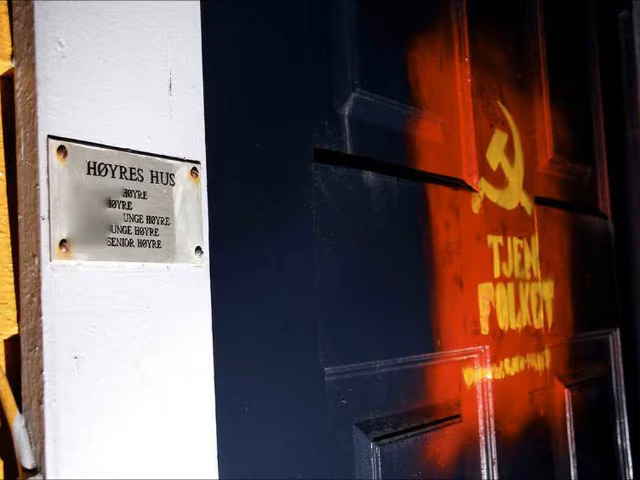 HØYRES HUS
HØYRE
HØYRE
UNGE HØYRE
UNGE HØYRE
SENIOR HØYRE
TJEN
FOLKET